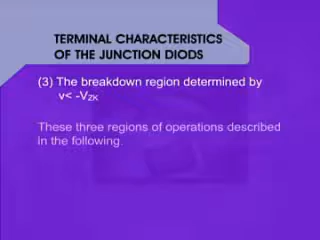 TERMINAL CHARACTERISTICS
OF THE JUNCTION DIODS
(3) The breakdown region determined by
v< -VZK
These three regions of operations described
in the following.